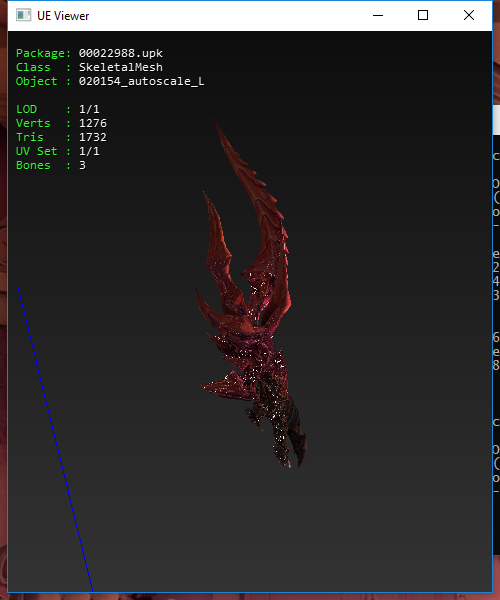 UE Viewer
Package: 00022988.upk
Class : SkeletalMesh
Object : 020154_autoscale_L
LOD : 1/1
Verts : 1276
Tris : 1732
UV Set : 1/1
Bones : 3